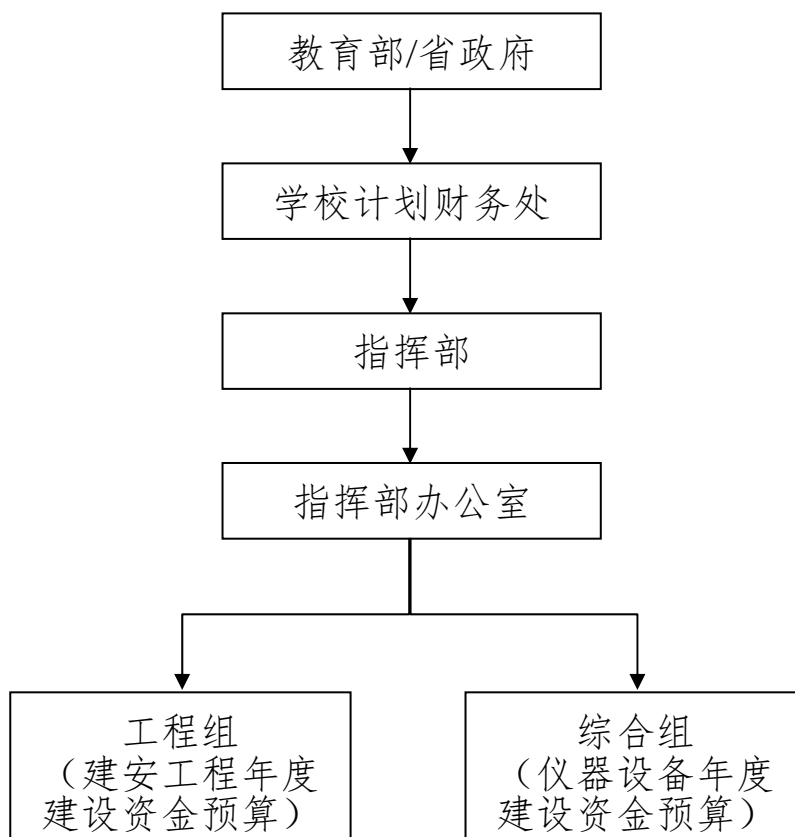 教育部/省政府
学校计划财务处
指挥部
指挥部办公室
工程组
（建安工程年度
建设资金预算）
综合组
（仪器设备年度
建设资金预算）